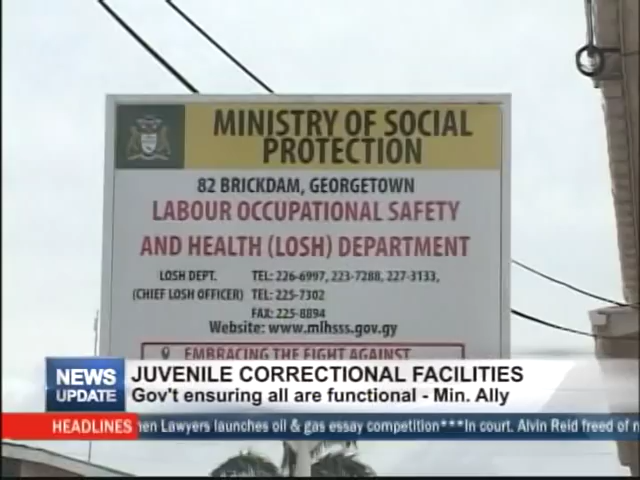 MINISTRY OF SOCIAL
PROTECTION
82 BRICKDAM, GEORGETOWN
LABOUR OCCUPATIONAL SAFETY
AND HEALTH (LOSH) DEPARTMENT
LOSH DEPT. TEL: 226-6997, 223-7288, 227-3133,
(CHIEF LOSH OFFICER) TEL: 225-7302
FAX: 225-8894
Website: www.mlhsss.gov.gy
EMBRACING THE FIGHT AGAINST
NEWS
UPDATE
JUVENILE CORRECTIONAL FACILITIES
Gov't ensuring all are functional - Min. Ally
HEADLINES
Lawyers launches oil & gas essay competition***In court. Alvin Reid freed of